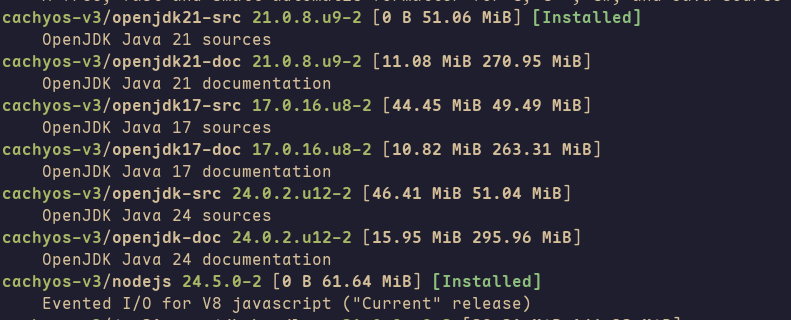 cachyos-v3/openjdk21-src 21.0.8.u9-2 [0 B 51.06 MiB] [Installed]
OpenJDK Java 21 sources
cachyos-v3/openjdk21-doc 21.0.8.u9-2 [11.08 MiB 270.95 MiB]
OpenJDK Java 21 documentation
cachyos-v3/openjdk17-src 17.0.16.u8-2 [44.45 MiB 49.49 MiB]
OpenJDK Java 17 sources
cachyos-v3/openjdk17-doc 17.0.16.u8-2 [10.82 MiB 263.31 MiB]
OpenJDK Java 17 documentation
cachyos-v3/openjdk-src 24.0.2.u12-2 [46.41 MiB 51.04 MiB]
OpenJDK Java 24 sources
cachyos-v3/openjdk-doc 24.0.2.u12-2 [15.95 MiB 295.96 MiB]
OpenJDK Java 24 documentation
cachyos-v3/nodejs 24.5.0-2 [0 B 61.64 MiB] [Installed]
Evented I/O for V8 javascript ("Current" release)